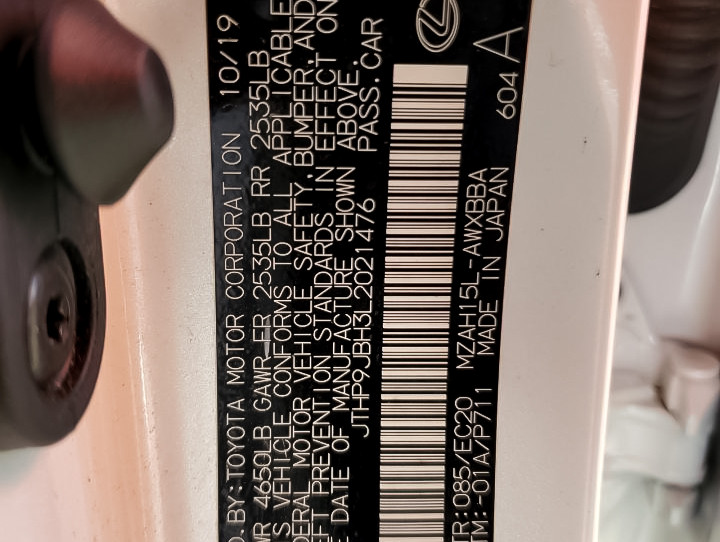 D. BY: TOYOTA MOTOR CORPORATION 10/19
WR 4650LB GAWR FR 2535LB RR 2535LB
S VEHICLE CONFORMS TO ALL APPLICABLE
DERAL MOTOR VEHICLE SAFETY, BUMPER, AND
EFT PREVENTION STANDARDS IN EFFECT ON
E DATE OF MANUFACTURE SHOWN ABOVE.
JTHP9JBH3L2021476 PASS. CAR
TR: 085/EC20 MZAH15L-AWXBBA
TM: -01A/P711 MADE IN JAPAN 604 A